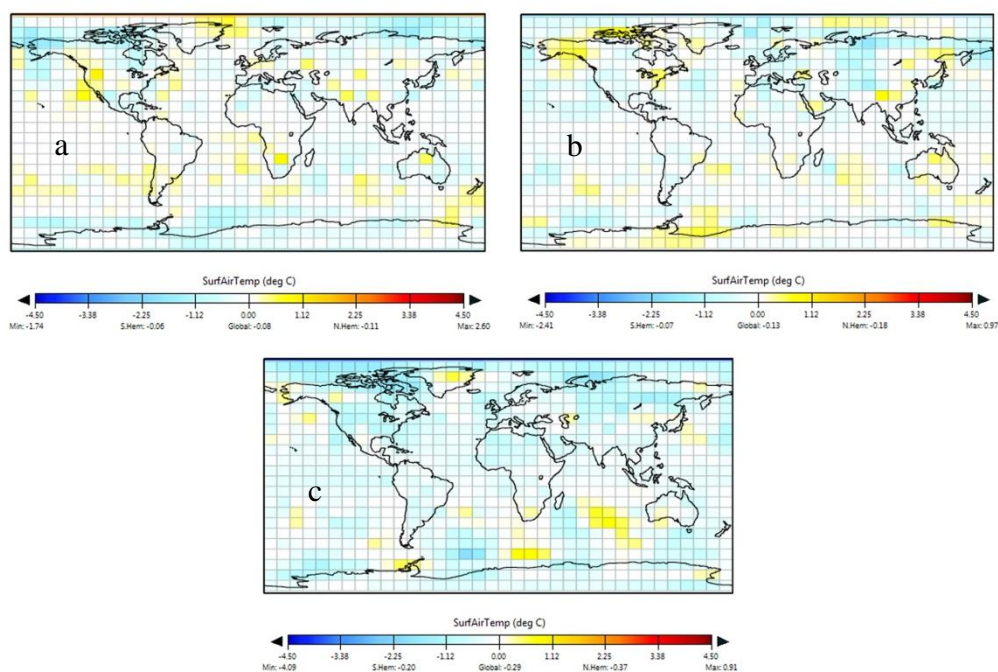 a
SurfAirTemp (deg C)
-4.50 -3.38 -2.25 -1.12 0.00 1.12 2.25 3.38 4.50
Min: -1.74 S.Hem: -0.06 Global: -0.08 N.Hem: -0.11 Max: 2.60
b
SurfAirTemp (deg C)
-4.50 -3.38 -2.25 -1.12 0.00 1.12 2.25 3.38 4.50
Min: -2.41 S.Hem: -0.07 Global: -0.13 N.Hem: -0.18 Max: 0.97
c
SurfAirTemp (deg C)
-4.50 -3.38 -2.25 -1.12 0.00 1.12 2.25 3.38 4.50
Min: -4.09 S.Hem: -0.20 Global: -0.29 N.Hem: -0.37 Max: 0.91